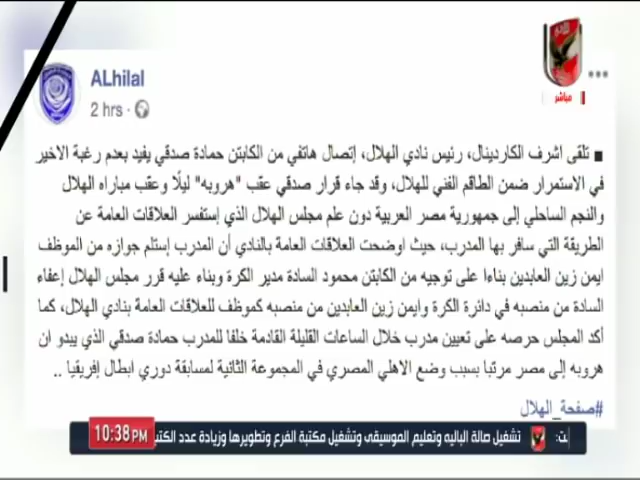 ALhilal
2 hrs ·
مباشر
■ تلقى اشرف الكاردينال، رئيس نادي الهلال، إتصال هاتفي من الكابتن حمادة صدقي يفيد بعدم رغبة الاخير
في الاستمرار ضمن الطاقم الفني للهلال، وقد جاء قرار صدقي عقب "هروبه" ليلًا وعقب مباراه الهلال
والنجم الساحلي إلى جمهورية مصر العربية دون علم مجلس الهلال الذي إستفسر العلاقات العامة عن
الطريقة التي سافر بها المدرب، حيث اوضحت العلاقات العامة بالنادي أن المدرب إستلم جوازه من الموظف
ايمن زين العابدين بناءا على توجيه من الكابتن محمود السادة مدير الكرة وبناء عليه قرر مجلس الهلال إعفاء
السادة من منصبه في دائرة الكرة وايمن زين العابدين من منصبه كموظف للعلاقات العامة بنادي الهلال، كما
أكد المجلس حرصه على تعيين مدرب خلال الساعات القليلة القادمة خلفا للمدرب حمادة صدقي الذي يبدو ان
هروبه إلى مصر مرتبا بسبب وضع الاهلي المصري في المجموعة الثانية لمسابقة دوري ابطال إفريقيا ..
#صفحة_الهلال
10:38 PM
تشغيل صالة الباليه وتعليم الموسيقى وتشغيل مكتبة الفرع وتطويرها وزيادة عدد الكتب